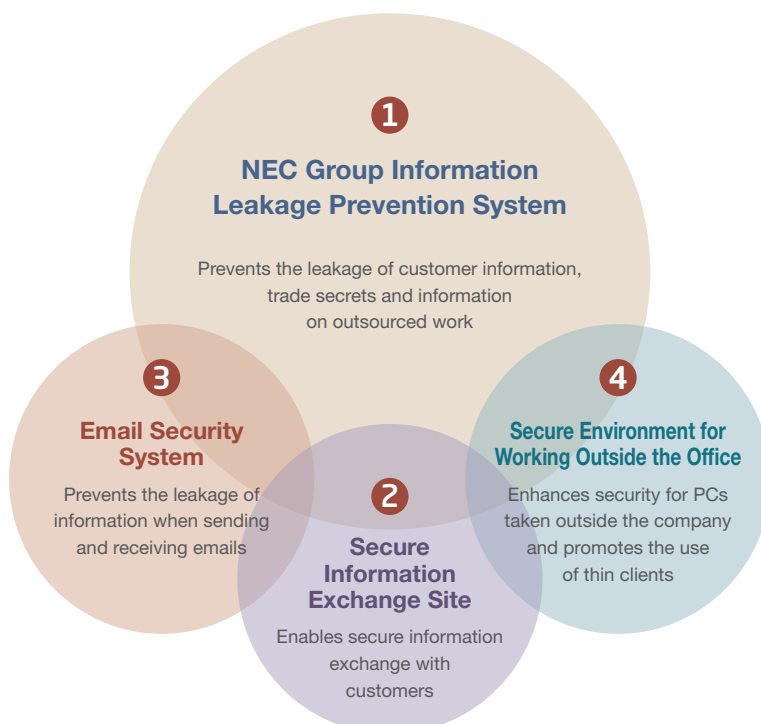 1
NEC Group Information
Leakage Prevention System
Prevents the leakage of customer information,
trade secrets and information
on outsourced work
3
Email Security
System
Prevents the leakage of
information when sending
and receiving emails
2
Secure
Information
Exchange Site
Enables secure information
exchange with
customers
4
Secure Environment for
Working Outside the Office
Enhances security for PCs
taken outside the company
and promotes the use
of thin clients